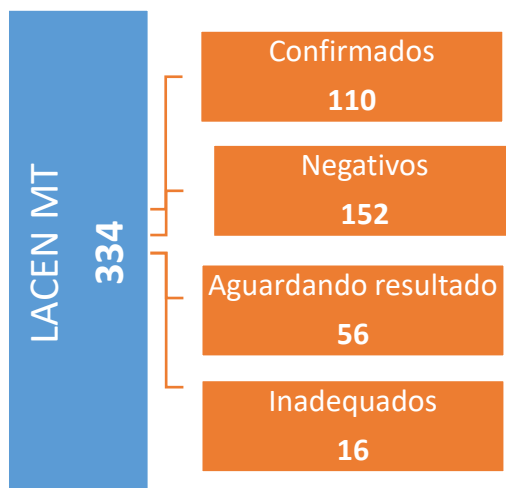 LACEN MT
334
Confirmados
110
Negativos
152
Aguardando resultado
56
Inadequados
16